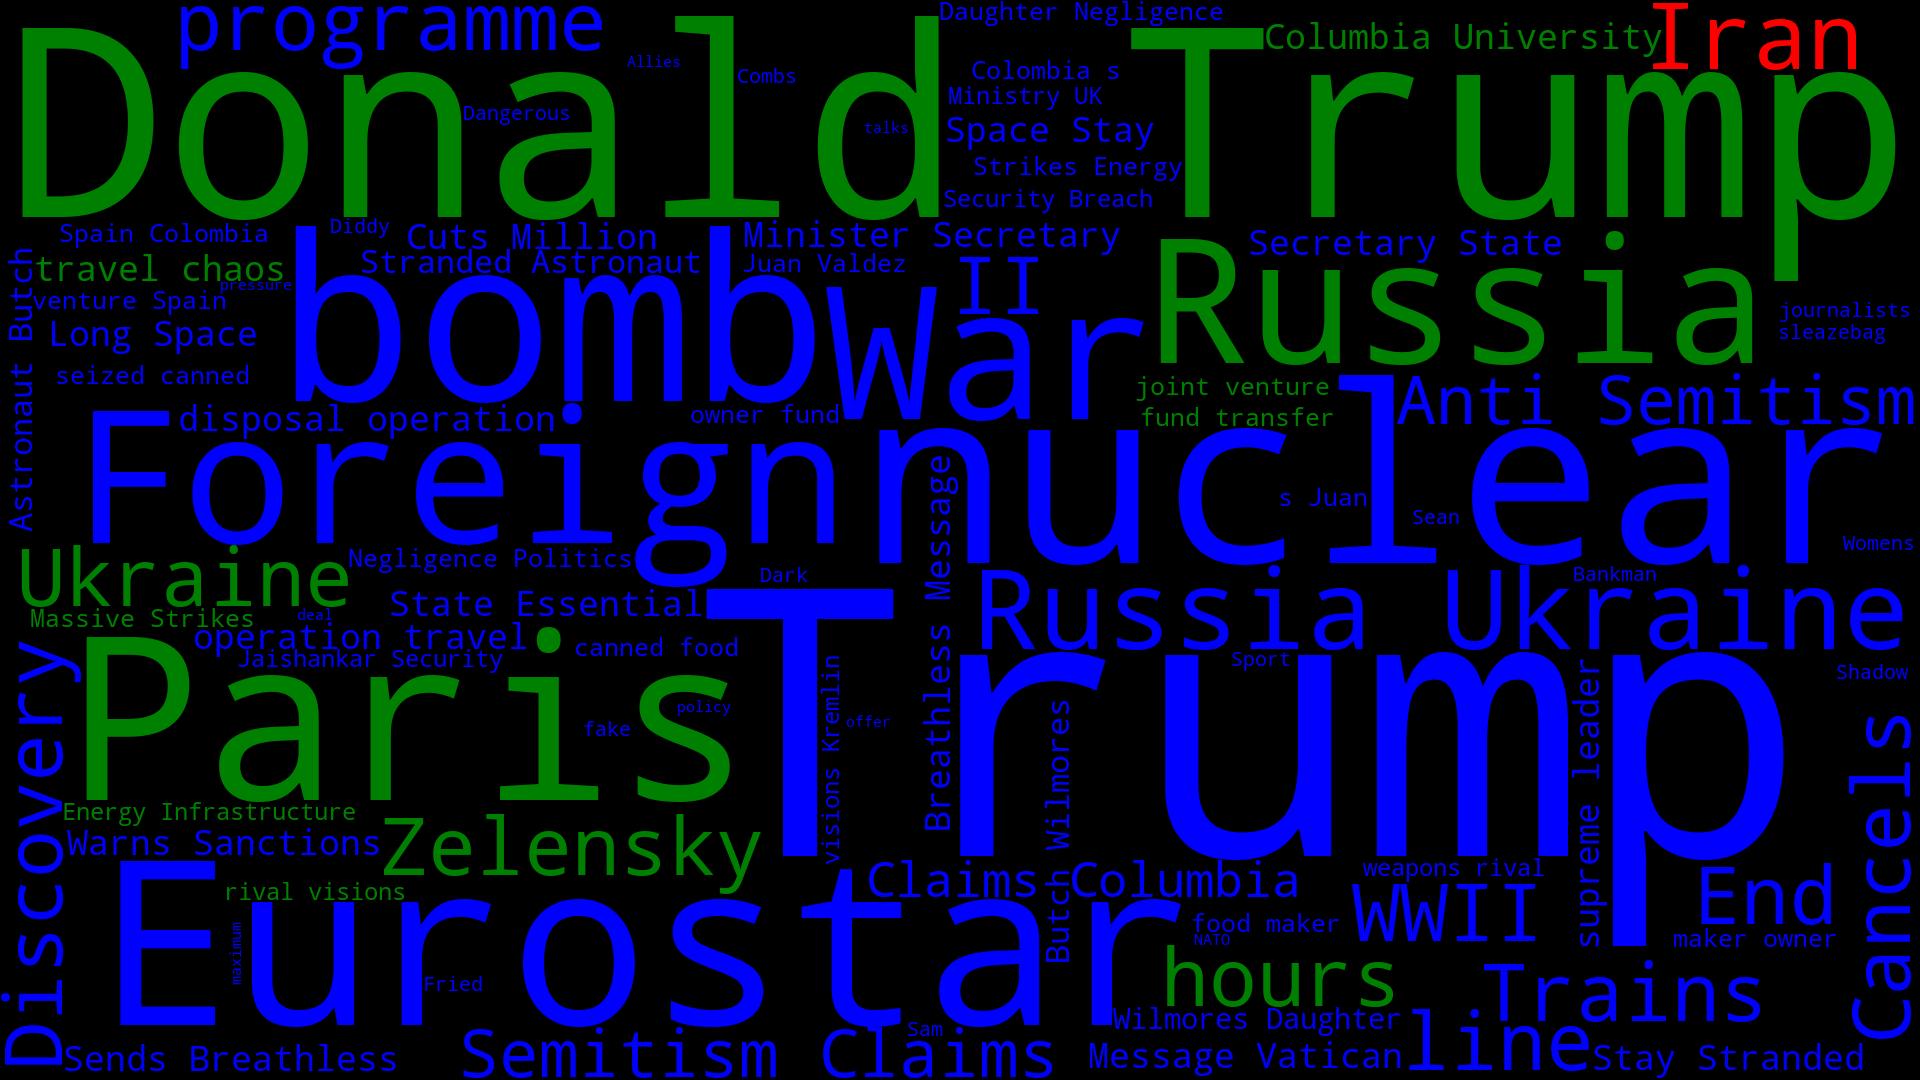 programme
Donald Trump
Allies
Combs
Dangerous
talks
Daughter Negligence
Columbia University
Iran
Colombia s
Ministry UK
Space Stay
Strikes Energy
Security Breach
Spain Colombia
Diddy
Cuts Million
Minister Secretary
Secretary State
travel chaos
Stranded Astronaut
Juan Valdez
pressure
II
venture Spain
bomb
War
Russia
journalists
sleazebag
Long Space
seized canned
Astronaut Butch
joint venture
Anti Semitism
disposal operation
owner fund
fund transfer
Foreign
nuclear
s Juan
Sean
Womens
Ukraine
Negligence Politics
Dark
Breathless Message
Bankman
Massive Strikes
deal
State Essential
Russia Ukraine
operation travel
canned food
Jaishankar Security
Sport
Shadow
Paris
policy
fake
offer
Trump
visions Kremlin
Butch Wilmores
supreme leader
Discovery
Cancels
Energy Infrastructure
Warns Sanctions
Zelensky
rival visions
Claims Columbia
weapons rival
WWII
End
food maker
NATO
maker owner
Eurostar
maximum
Fried
hours
Trains
Wilmores Daughter
Sam
line
Sends Breathless
Semitism Claims
Message Vatican
Stay Stranded